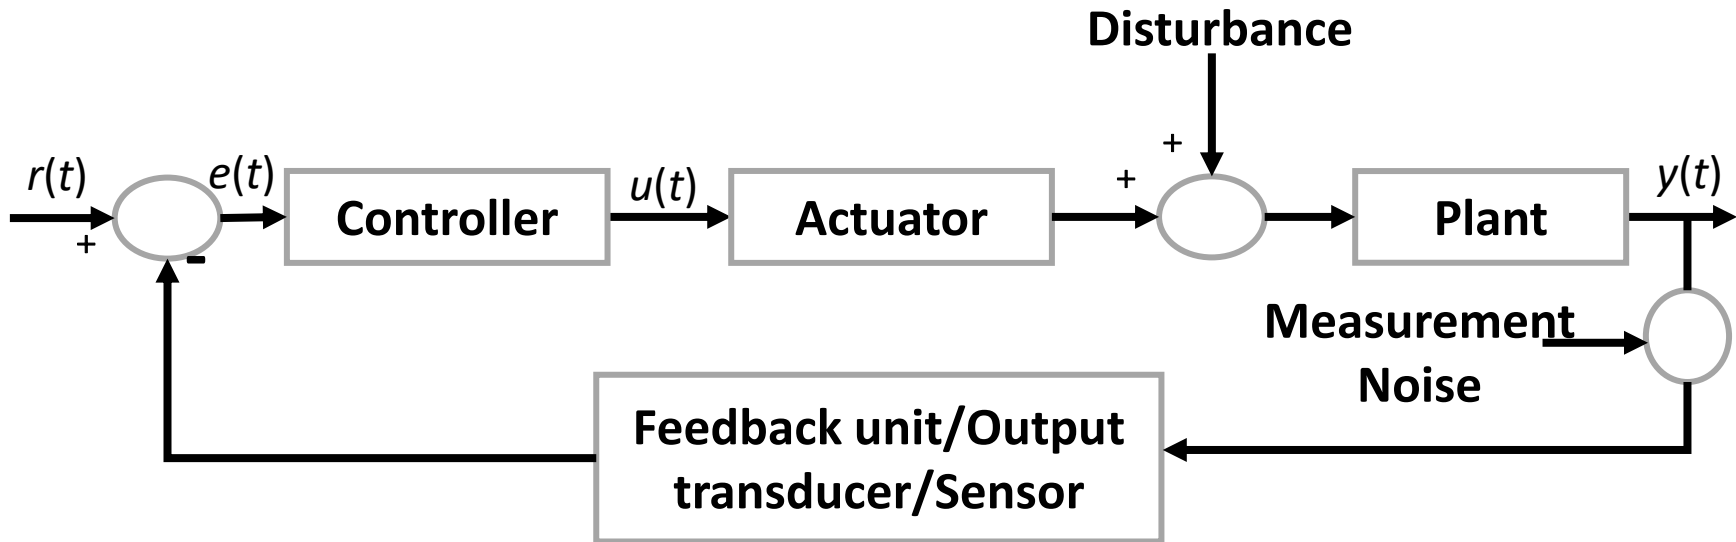 Disturbance
+
r(t)
e(t)
u(t)
+
y(t)
Controller
Actuator
Plant
+
-
Measurement
Noise
Feedback unit/Output
transducer/Sensor